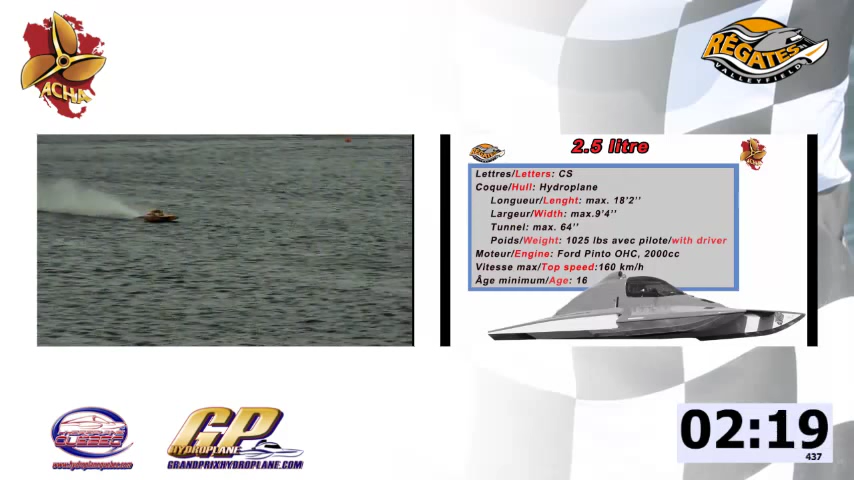 ACHA
RÉGATES
VALLEYFIELD
2.5 litre
Lettres/Letters: CS
Coque/Hull: Hydroplane
Longueur/Lenght: max. 18'2''
Largeur/Width: max.9'4''
Tunnel: max. 64''
Poids/Weight: 1025 lbs avec pilote/with driver
Moteur/Engine: Ford Pinto OHC, 2000cc
Vitesse max/Top speed:160 km/h
Âge minimum/Age: 16
GP
HYDROPLANE
GRANDPRIXHYDROPLANE.COM
02:19
437